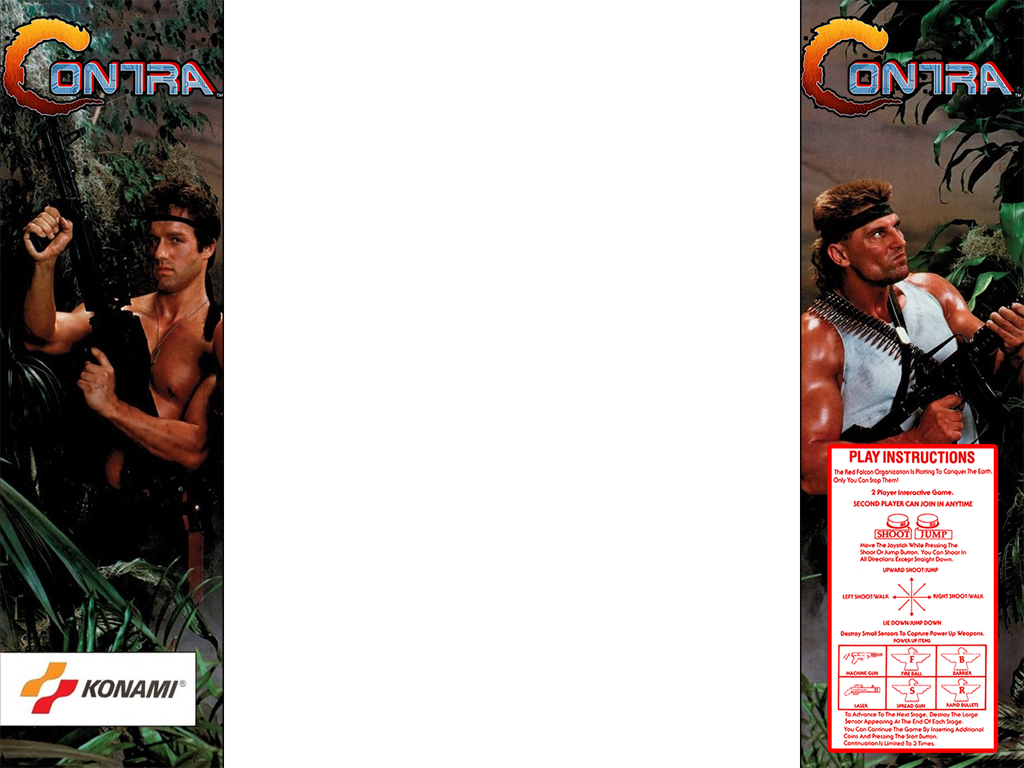 CONTRA™
KONAMI®
CONTRA™
PLAY INSTRUCTIONS
The Red Falcon Organization Is Plotting To Conquer The Earth.
Only You Can Stop Them!
2 Player Interactive Game.
SECOND PLAYER CAN JOIN IN ANYTIME
SHOOT JUMP
Move The Joystick While Pressing The
Shoot Or Jump Button. You Can Shoot In
All Directions Except Straight Down.
UPWARD SHOOT/JUMP
LEFT SHOOT/WALK RIGHT SHOOT/WALK
LIE DOWN/JUMP DOWN
Destroy Small Sensors To Capture Power Up Weapons.
POWER UP ITEMS
F B
MACHINE GUN FIRE BALL BARRIER
S R
LASER SPREAD GUN RAPID BULLETS
To Advance To The Next Stage, Destroy The Large
Sensor Appearing At The End Of Each Stage.
You Can Continue The Game By Inserting Additional
Coins And Pressing The Start Button.
Continuation Is Limited To 3 Times.